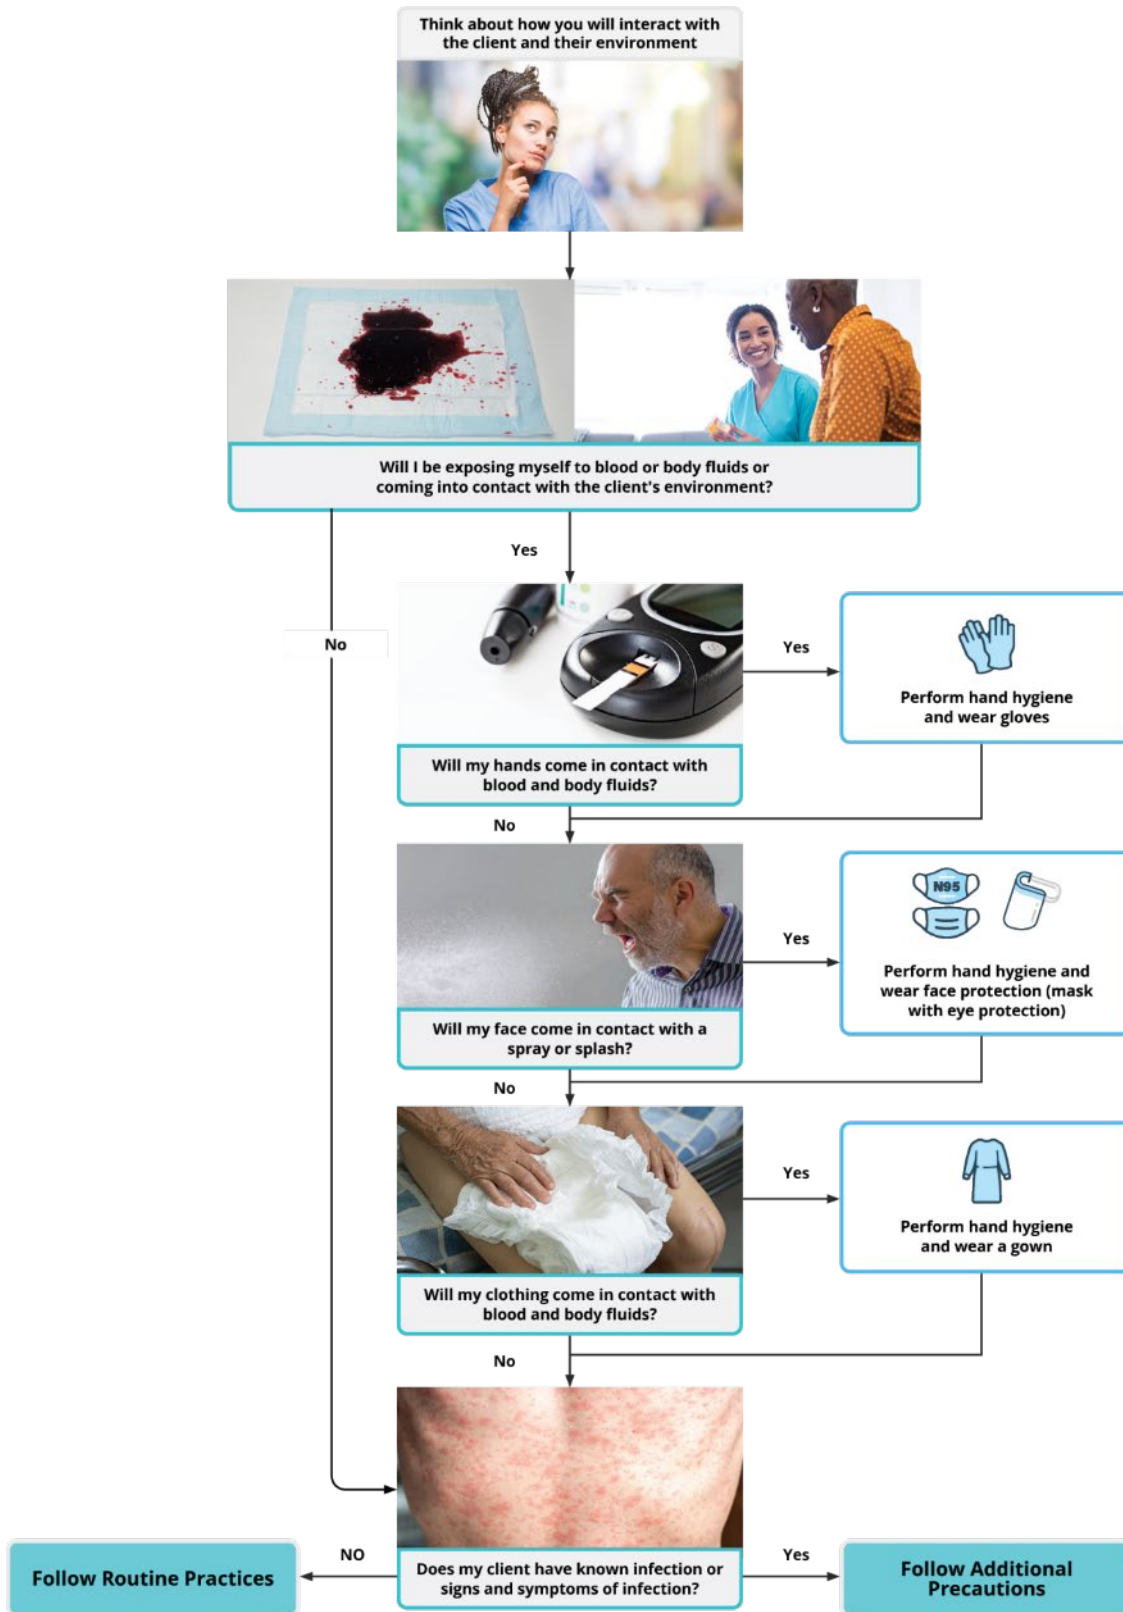 Think about how you will interact with
the client and their environment
Will I be exposing myself to blood or body fluids or
coming into contact with the client's environment?
Yes
No
Yes
Perform hand hygiene
and wear gloves
Will my hands come in contact with
blood and body fluids?
No
N95
Yes
Perform hand hygiene and
wear face protection (mask
with eye protection)
Will my face come in contact with a
spray or splash?
No
Yes
Perform hand hygiene
and wear a gown
Will my clothing come in contact with
blood and body fluids?
No
Follow Routine Practices
NO
Does my client have known infection or
signs and symptoms of infection?
Yes
Follow Additional
Precautions